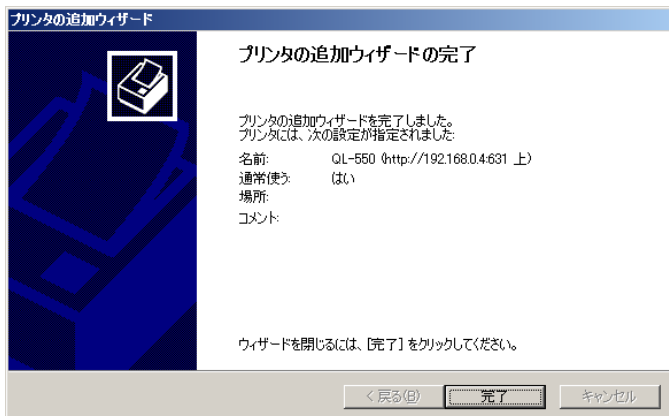 プリンタの追加ウィザード
プリンタの追加ウィザードの完了
プリンタの追加ウィザードを完了しました。
プリンタには、次の設定が指定されました:
名前: QL-550 (http://192.168.0.4:631 上)
通常使う: はい
場所:
コメント:
ウィザードを閉じるには、[完了] をクリックしてください。
< 戻る(B) 完了 キャンセル